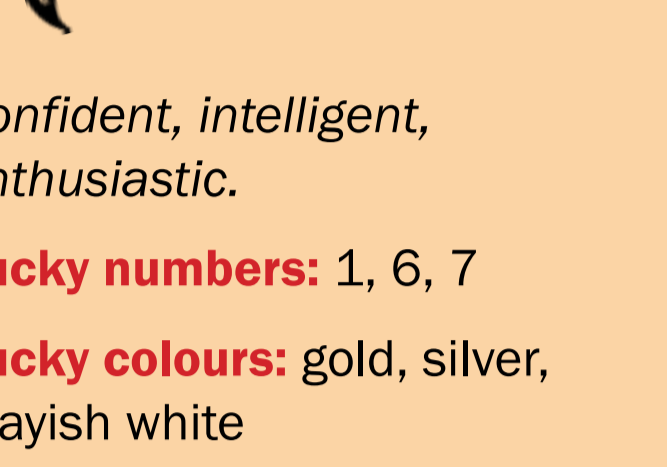 onfident, intelligent,
nthusiastic.
ucky numbers: 1, 6, 7
ucky colours: gold, silver,
ayish white